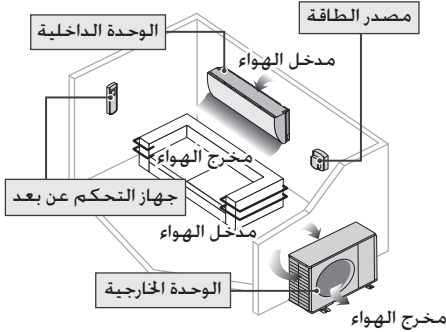 مصدر الطاقة
الوحدة الداخلية
مدخل الهواء
مخرج الهواء
جهاز التحكم عن بعد
مدخل الهواء
الوحدة الخارجية
مخرج الهواء